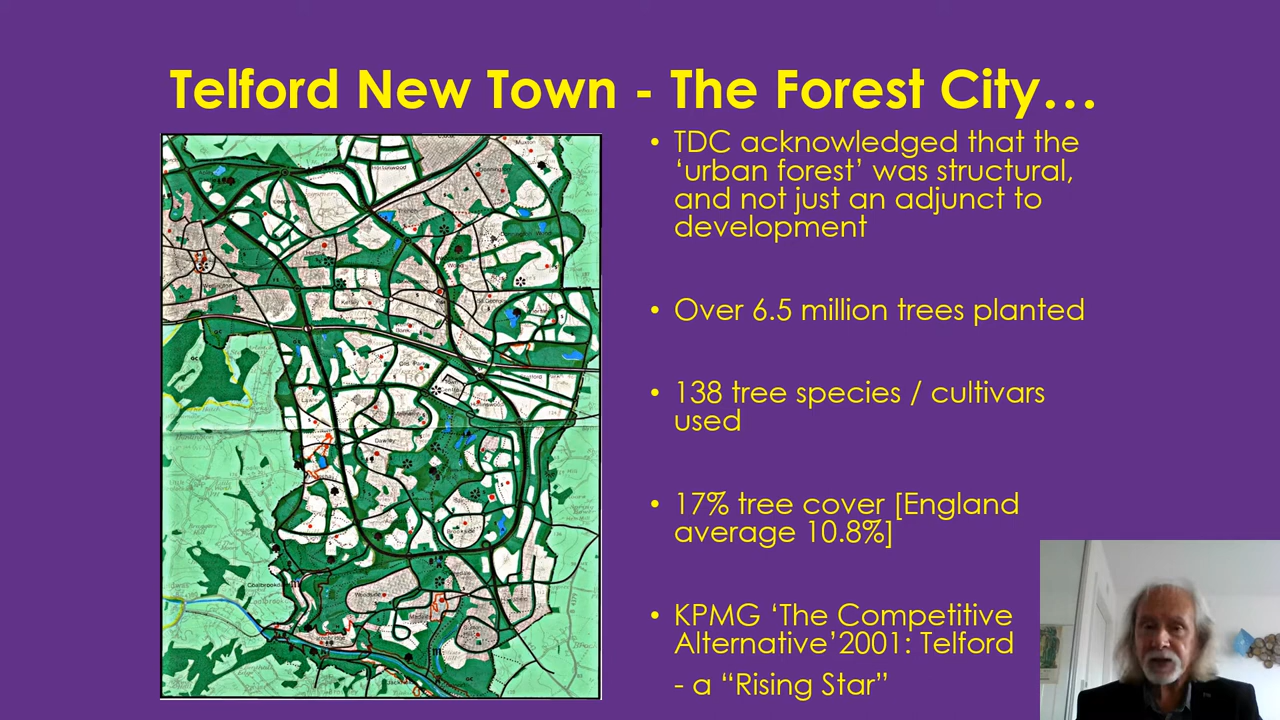 Telford New Town - The Forest City…
• TDC acknowledged that the
‘urban forest’ was structural,
and not just an adjunct to
development
• Over 6.5 million trees planted
• 138 tree species / cultivars
used
• 17% tree cover [England
average 10.8%]
• KPMG ‘The Competitive
Alternative’2001: Telford
- a “Rising Star”
Dawley
Woodside